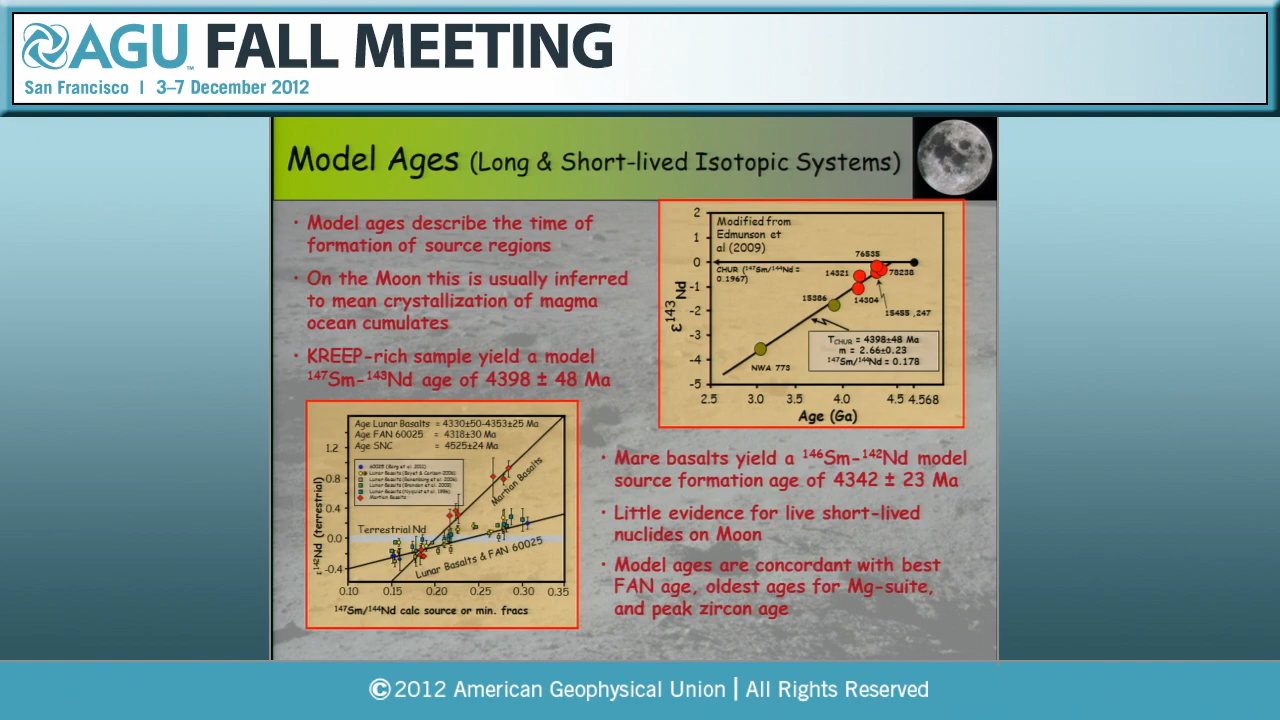 AGU™ FALL MEETING
San Francisco | 3–7 December 2012
Model Ages (Long & Short-lived Isotopic Systems)
• Model ages describe the time of
formation of source regions
• On the Moon this is usually inferred
to mean crystallization of magma
ocean cumulates
• KREEP-rich sample yield a model
¹⁴⁷Sm-¹⁴³Nd age of 4398 ± 48 Ma
Modified from
Edmunson et
al (2009)
CHUR (¹⁴⁷Sm/¹⁴⁴Nd =
0.1967)
76535
14321
78238
15386
14304
15455 ,247
NWA 773
T_CHUR = 4398±48 Ma
m = 2.66±0.23
¹⁴⁷Sm/¹⁴⁴Nd = 0.178
ε¹⁴³Nd
2
1
0
-1
-2
-3
-4
-5
2.5 3.0 3.5 4.0 4.5 4.568
Age (Ga)
Age Lunar Basalts = 4330±50-4353±25 Ma
Age FAN 60025 = 4318±30 Ma
Age SNC = 4525±24 Ma
Martian Basalts
Terrestrial Nd
Martian Basalts
Lunar Basalts & FAN 60025
ε¹⁴²Nd (terrestrial)
1.2
0.8
0.4
0.0
-0.4
0.10 0.15 0.20 0.25 0.30 0.35
¹⁴⁷Sm/¹⁴⁴Nd calc source or min. fracs
• Mare basalts yield a ¹⁴⁶Sm-¹⁴²Nd model
source formation age of 4342 ± 23 Ma
• Little evidence for live short-lived
nuclides on Moon
• Model ages are concordant with best
FAN age, oldest ages for Mg-suite,
and peak zircon age
©2012 American Geophysical Union | All Rights Reserved